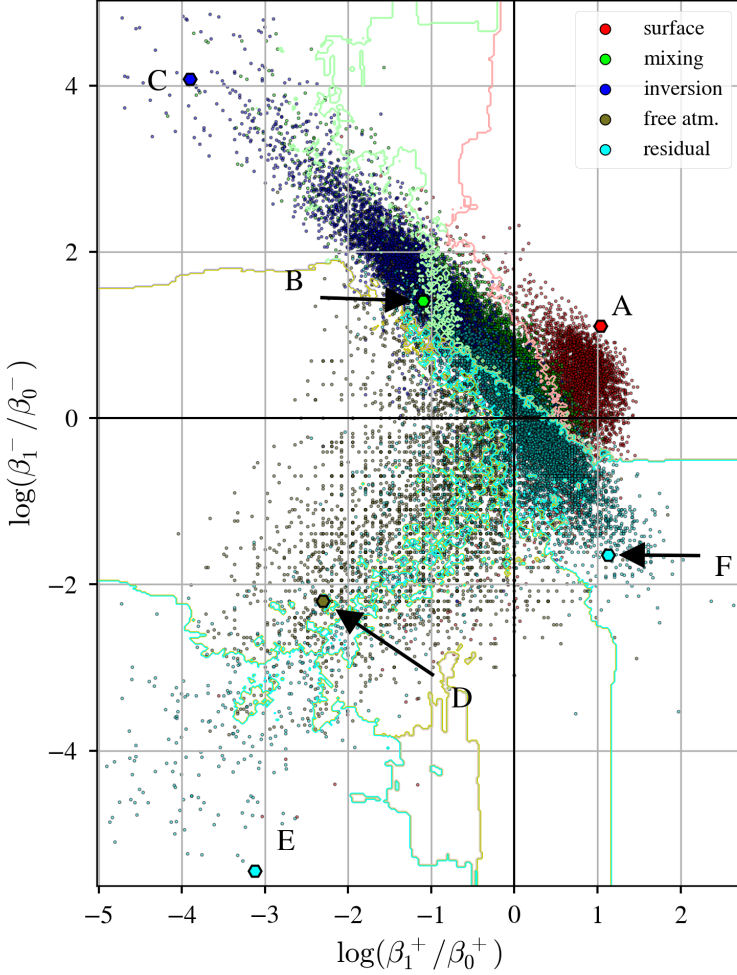 surface
mixing
inversion
free atm.
residual
C
B
A
F
D
E
4
2
0
−2
−4
−5
−4
−3
−2
−1
0
1
2
log(β₁⁻/β₀⁻)
log(β₁⁺/β₀⁺)